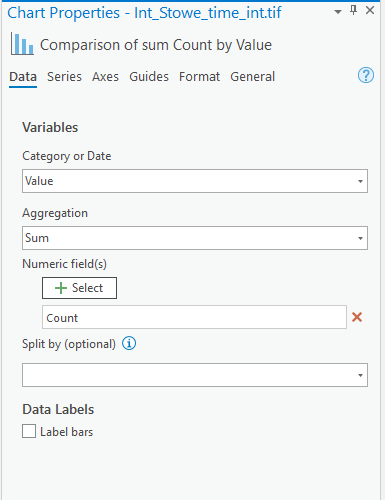 Chart Properties - Int_Stowe_time_int.tif
Comparison of sum Count by Value
Data Series Axes Guides Format General
Variables
Category or Date
Value
Aggregation
Sum
Numeric field(s)
Select
Count
Split by (optional)
Data Labels
Label bars